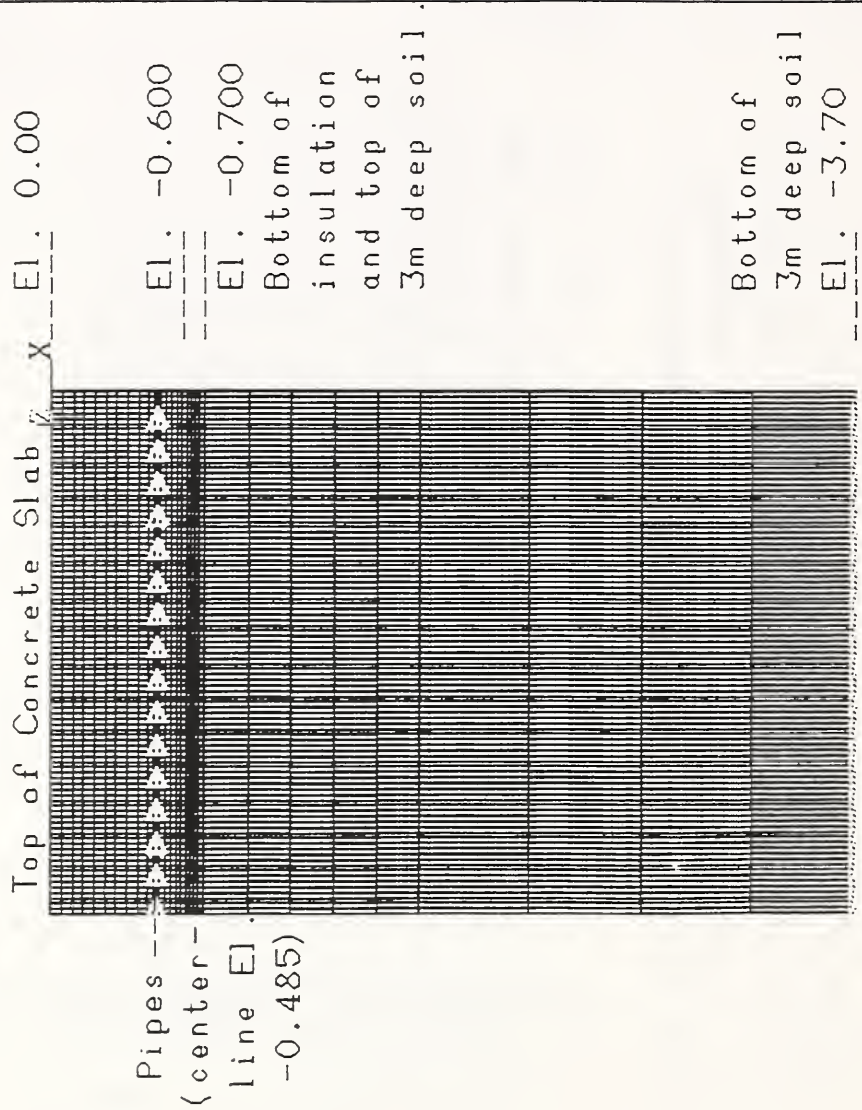 Top of Concrete Slab
X
El. 0.00
Z
Pipes
(center
line El.
-0.485)
El. -0.600
El. -0.700
Bottom of
insulation
and top of
3m deep soil.
Bottom of
3m deep soil
El. -3.70